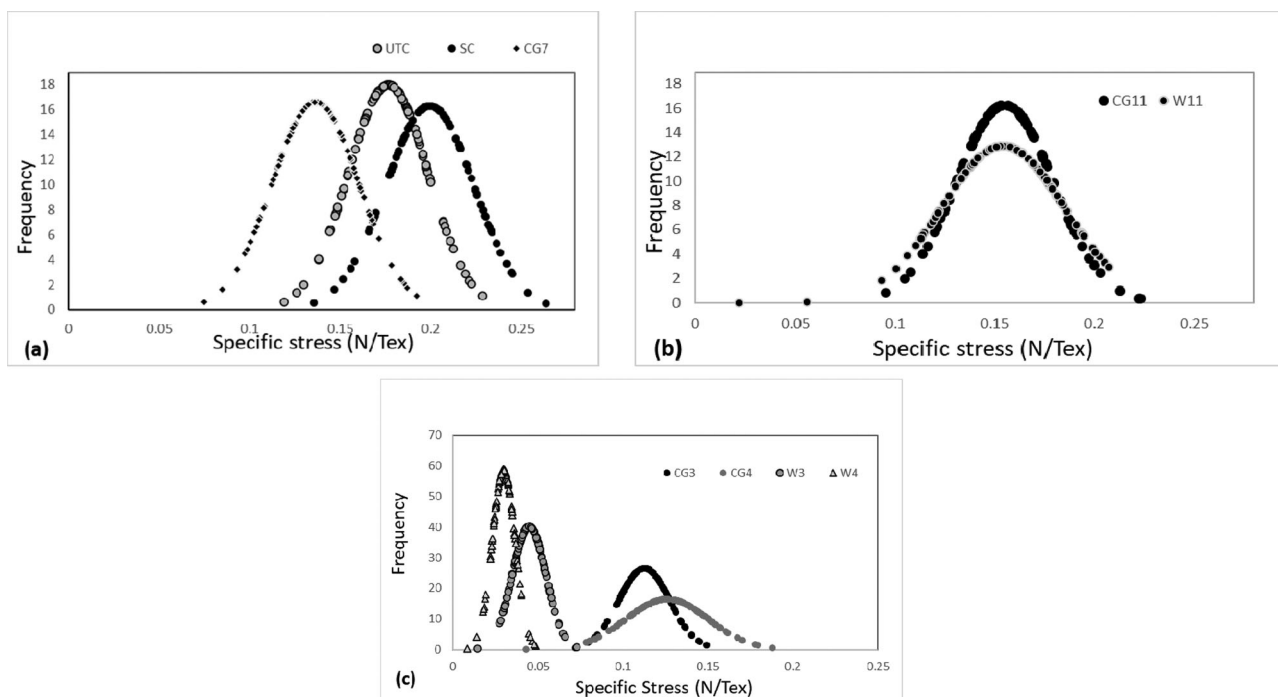 UTC SC CG7
18
16
14
12
10
8
6
4
2
0
Frequency
0 0.05 0.1 0.15 0.2 0.25
Specific stress (N/Tex)
(a)
18
16
14
12
10
8
6
4
2
0
CG11 W11
Frequency
0 0.05 0.1 0.15 0.2 0.25
Specific stress (N/Tex)
(b)
70
60
50
40
30
20
10
0
CG3 CG4 W3 W4
Frequency
0 0.05 0.1 0.15 0.2 0.25
Specific Stress (N/Tex)
(c)